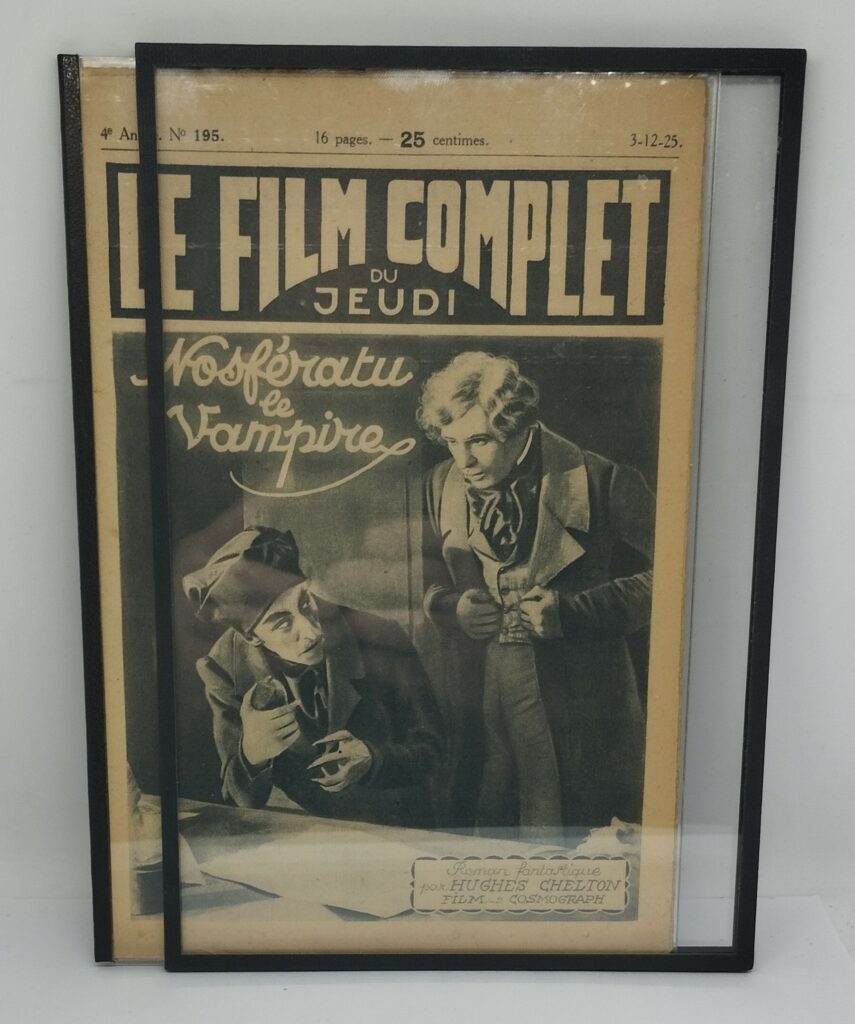 4e An . No 195.
16 pages. — 25 centimes.
3-12-25.
LE FILM COMPLET
DU
JEUDI
Nosfératu
le
Vampire
Roman fantastique
par HUGHES CHELTON
FILM COSMOGRAPH